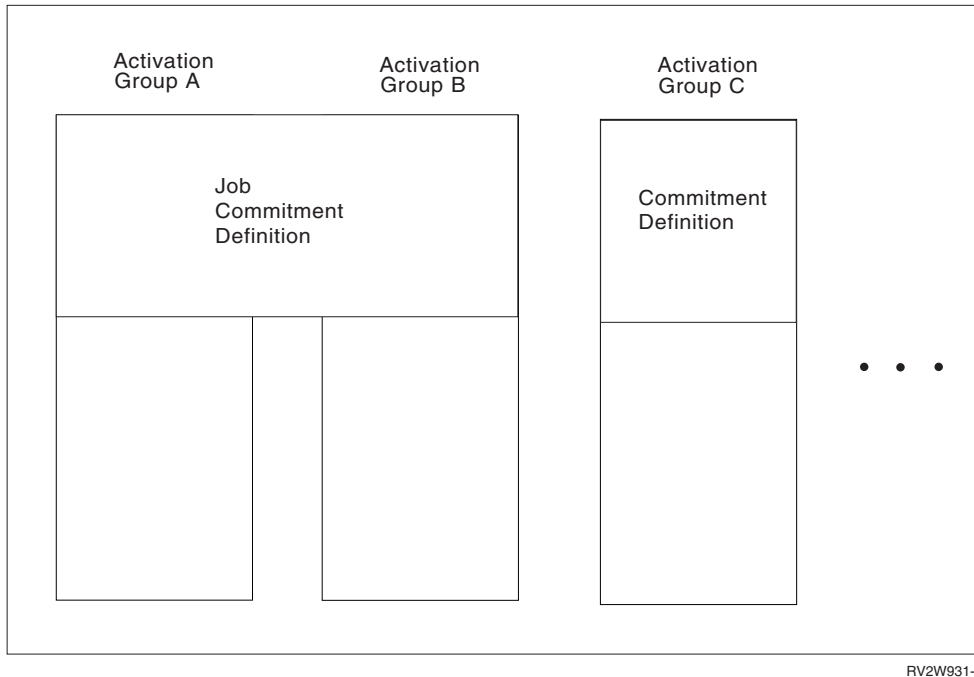 Activation
Group A
Activation
Group B
Activation
Group C
Job
Commitment
Definition
Commitment
Definition
RV2W931-